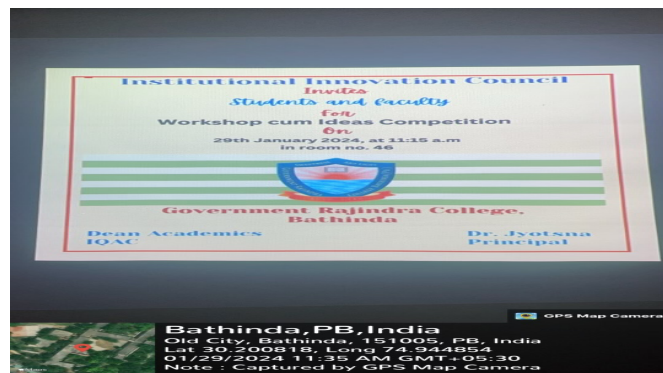 Institutional Innovation Council
Invites
Students and faculty
For
Workshop cum Ideas Competition
On
29th January 2024, at 11:15 a.m
in room no. 46
Government Rajindra College,
Bathinda
Dean Academics
IQAC
Dr. Jyotsna
Principal
GPS Map Camera
Bathinda,PB,India
Old City, Bathinda, 151005, PB, India
Lat 30.200818, Long 74.944854
01/29/2024 11:35 AM GMT+05:30
Note : Captured by GPS Map Camera